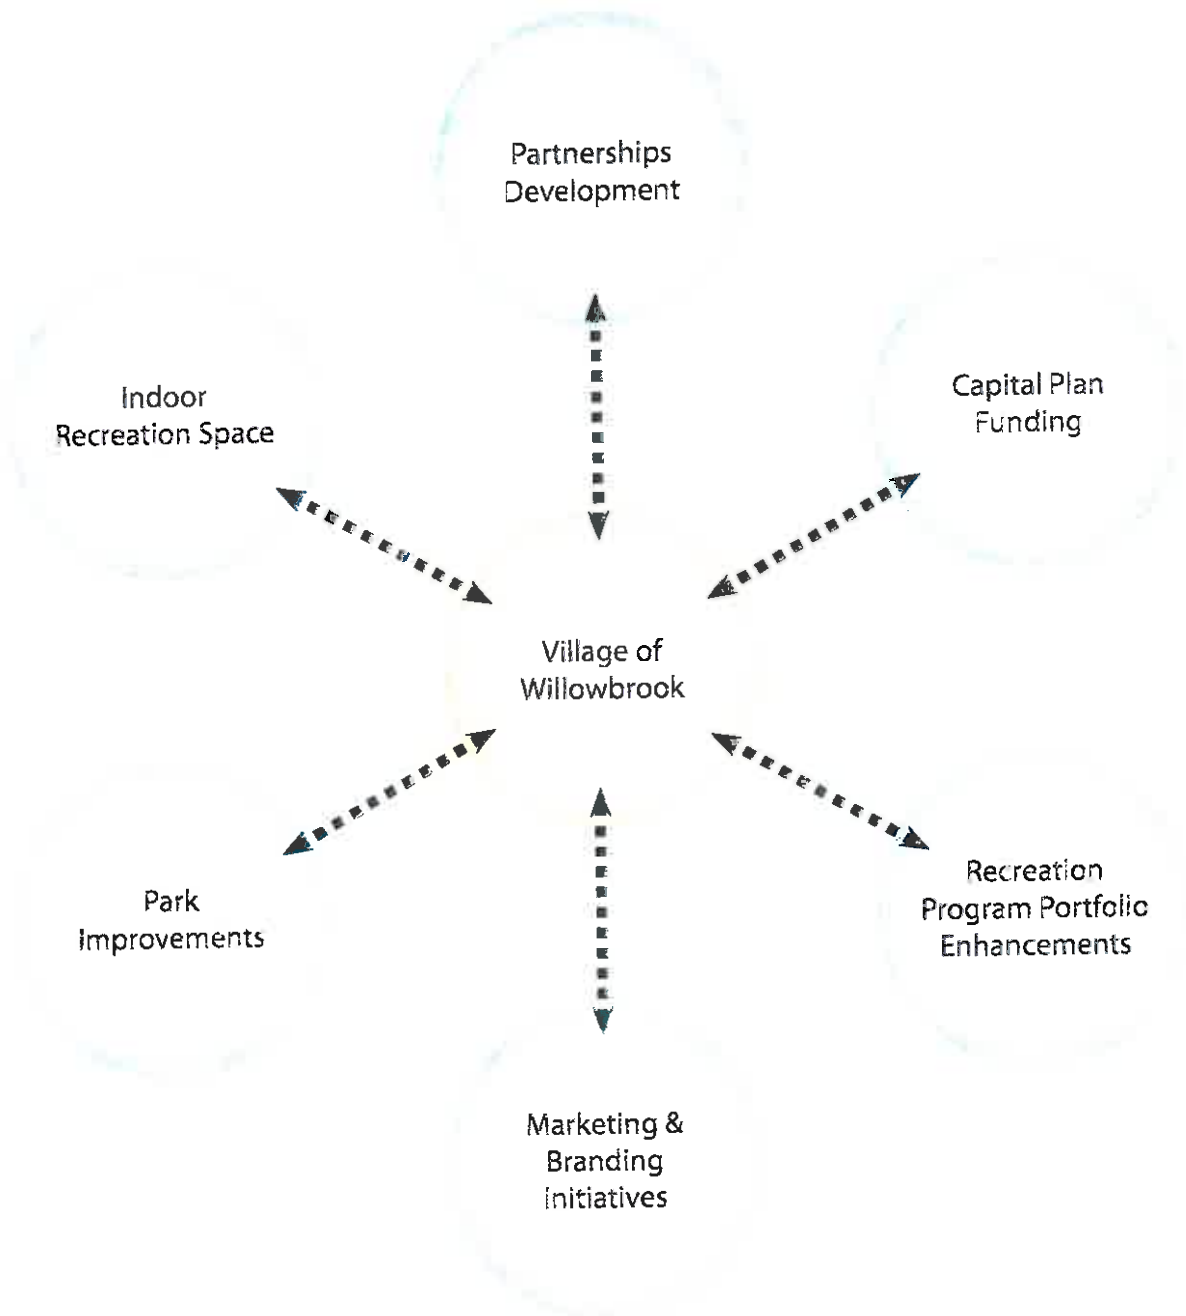 Partnerships
Development
Capital Plan
Funding
Indoor
Recreation Space
Village of
Willowbrook
Recreation
Program Portfolio
Enhancements
Park
Improvements
Marketing &
Branding
Initiatives